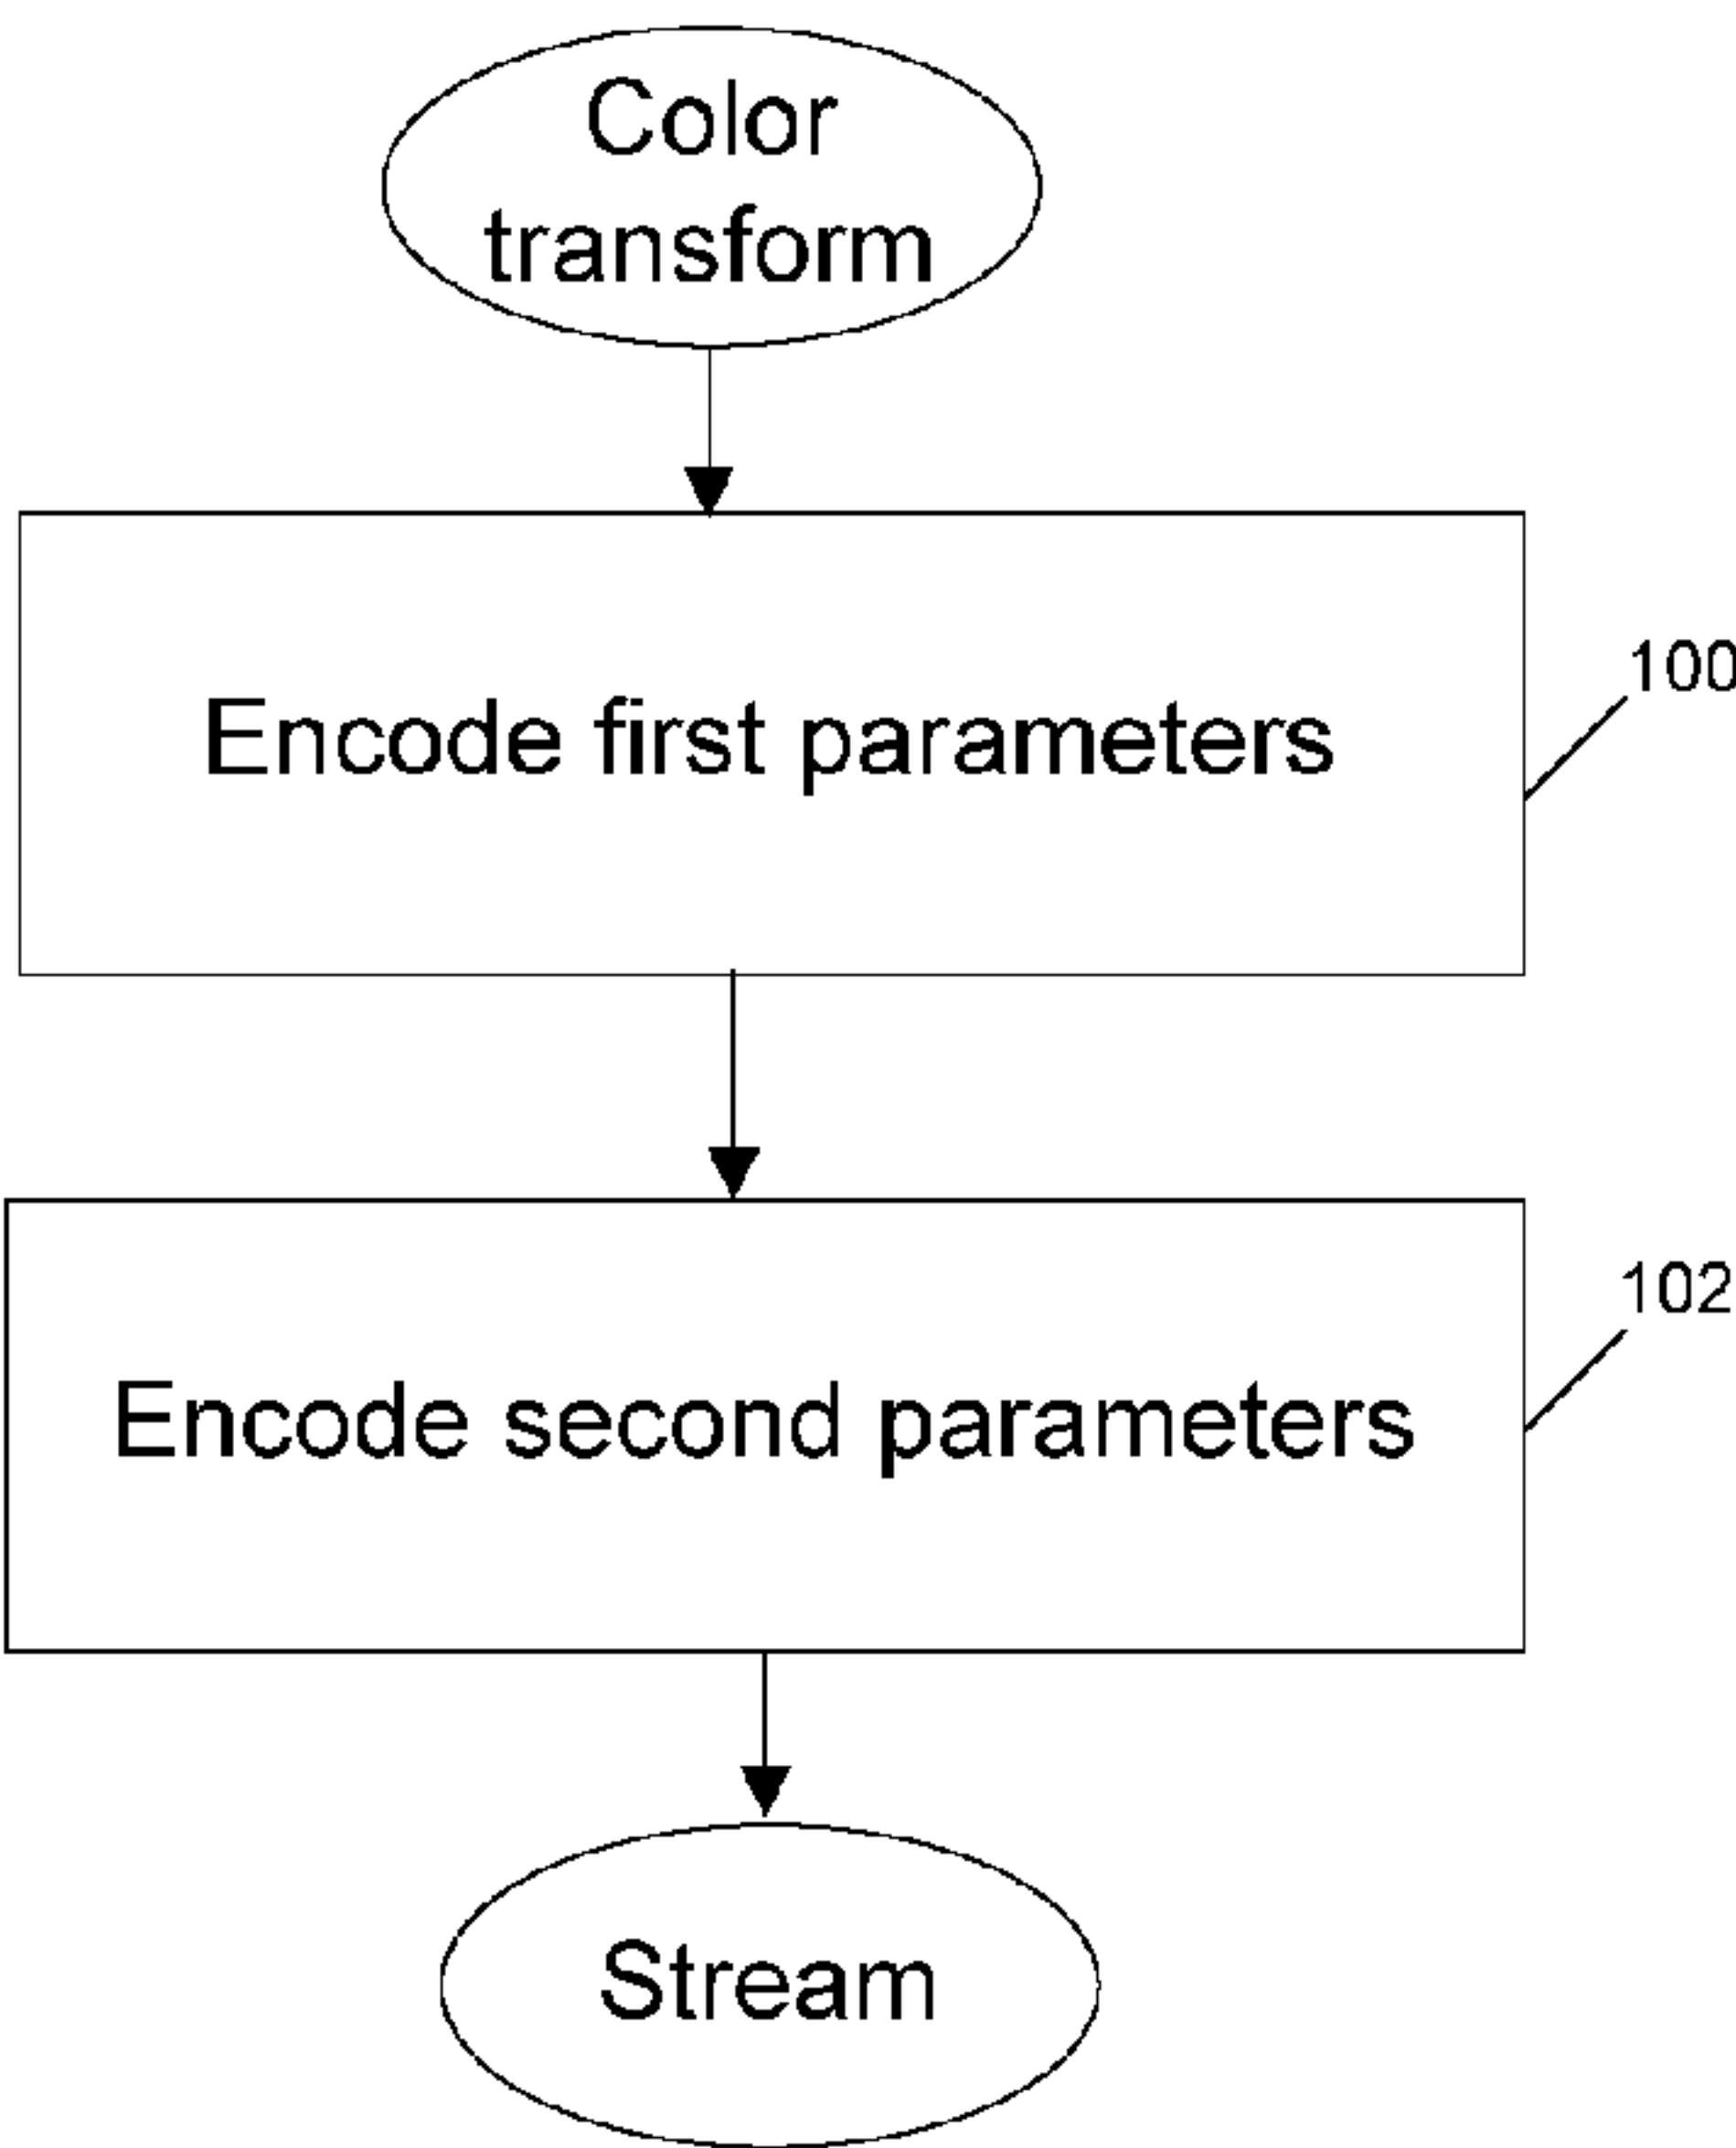 Color
transform
100
Encode first parameters
102
Encode second parameters
Stream